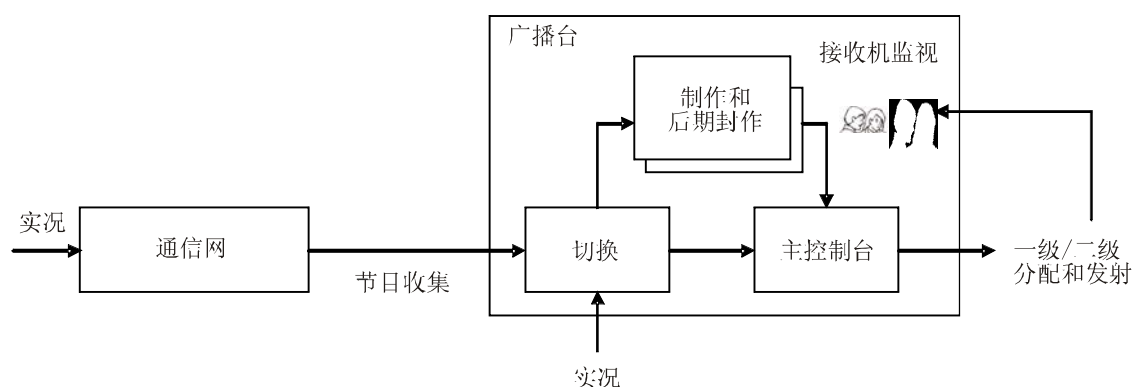 广播台
接收机监视
制作和
后期封作
实况
通信网
节日收集
切换
主控制台
一级/二级
分配和发射
实况